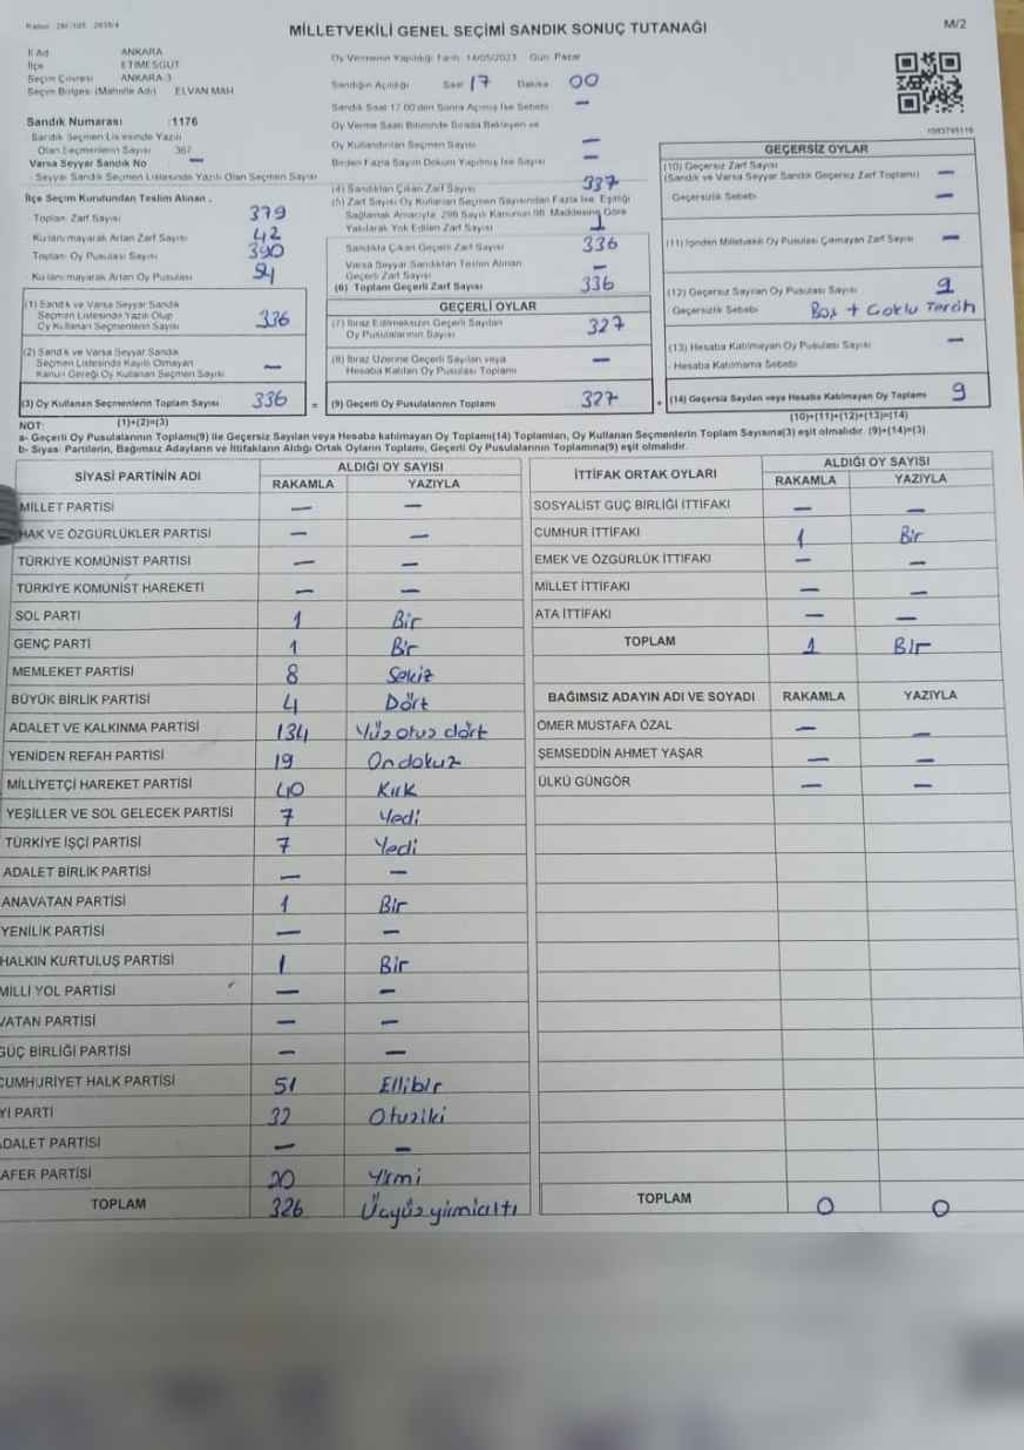 MİLLETVEKİLİ GENEL SEÇİMİ SANDIK SONUÇ TUTANAĞI
M/2
İl Adı ANKARA
İlçe ETİMESGUT
Seçim Çevresi ANKARA 3
Seçim Bölgesi (Mahalle Adı) ELVAN MAH
Sandık Numarası :1176
Sandık Seçmen Listesinde Yazılı
Olan Seçmenlerin Sayısı 367
Varsa Seyyar Sandık No —
Seyyar Sandık Seçmen Listesinde Yazılı Olan Seçmen Sayısı
İlçe Seçim Kurulundan Teslim Alınan
Toplam Zarf Sayısı 379
Kullanılmayarak Artan Zarf Sayısı 42
Toplam Oy Pusulası Sayısı 390
Kullanılmayarak Artan Oy Pusulası
(1) Sandık ve Varsa Seyyar Sandık
Seçmen Listesinde Yazılı Olup
Oy Kullanan Seçmenlerin Sayısı 336
(2) Sandık ve Varsa Seyyar Sandık
Seçmen Listesinde Kayıtlı Olmayan
Kanun Gereği Oy Kullanan Seçmen Sayısı —
(3) Oy Kullanan Seçmenlerin Toplam Sayısı 336
(1)+(2)=(3)
Oy Vermenin Yapıldığı Tarih: 14/05/2023 Gün: Pazar
Sandığın Açıldığı Saat 17 Dakika 00
Sandık Saat 17.00'den Sonra Açılmış İse Sebebi —
Oy Verme Saati Bitiminde Sırada Bekleyen ve
Oy Kullandırılan Seçmen Sayısı —
Birden Fazla Sayım Döküm Yapılmış İse Sayısı —
(4) Sandıktan Çıkan Zarf Sayısı 337
(5) Zarf Sayısı Oy Kullanan Seçmen Sayısından Fazla İse, Eşitliği
Sağlamak Amacıyla, 298 Sayılı Kanunun 98. Maddesine Göre
Yakılarak Yok Edilen Zarf Sayısı 1
Sandıkta Çıkan Geçerli Zarf Sayısı 336
Varsa Seyyar Sandıktan Teslim Alınan
Geçerli Zarf Sayısı —
(6) Toplam Geçerli Zarf Sayısı 336
GEÇERLİ OYLAR
(7) İtiraz Edilmeksizin Geçerli Sayılan
Oy Pusulalarının Sayısı 327
(8) İtiraz Üzerine Geçerli Sayılan veya
Hesaba Katılan Oy Pusulası Toplamı —
= (9) Geçerli Oy Pusulalarının Toplamı 327
GEÇERSİZ OYLAR
(10) Geçersiz Zarf Sayısı
(Sandık ve Varsa Seyyar Sandık Geçersiz Zarf Toplamı) —
Geçersizlik Sebebi —
(11) İçinden Milletvekili Oy Pusulası Çıkmayan Zarf Sayısı —
(12) Geçersiz Sayılan Oy Pusulası Sayısı 9
Geçersizlik Sebebi Boş + Çoklu Tercih
(13) Hesaba Katılmayan Oy Pusulası Sayısı —
Hesaba Katılmama Sebebi
+ (14) Geçersiz Sayılan veya Hesaba Katılmayan Oy Toplamı 9
(10)+(11)+(12)+(13)=(14)
NOT:
a- Geçerli Oy Pusulalarının Toplamı(9) ile Geçersiz Sayılan veya Hesaba katılmayan Oy Toplamı(14) Toplamları, Oy Kullanan Seçmenlerin Toplam Sayısına(3) eşit olmalıdır. (9)+(14)=(3)
b- Siyasi Partilerin, Bağımsız Adayların ve İttifakların Aldığı Ortak Oyların Toplamı, Geçerli Oy Pusulalarının Toplamına(9) eşit olmalıdır.
SİYASİ PARTİNİN ADI ALDIĞI OY SAYISI
RAKAMLA YAZIYLA
MİLLET PARTİSİ — —
HAK VE ÖZGÜRLÜKLER PARTİSİ — —
TÜRKİYE KOMÜNİST PARTİSİ — —
TÜRKİYE KOMÜNİST HAREKETİ — —
SOL PARTİ 1 Bir
GENÇ PARTİ 1 Bir
MEMLEKET PARTİSİ 8 Sekiz
BÜYÜK BİRLİK PARTİSİ 4 Dört
ADALET VE KALKINMA PARTİSİ 134 Yüz otuz dört
YENİDEN REFAH PARTİSİ 19 Ondokuz
MİLLİYETÇİ HAREKET PARTİSİ 40 Kırk
YEŞİLLER VE SOL GELECEK PARTİSİ 7 Yedi
TÜRKİYE İŞÇİ PARTİSİ 7 Yedi
ADALET BİRLİK PARTİSİ — —
ANAVATAN PARTİSİ 1 Bir
YENİLİK PARTİSİ — —
HALKIN KURTULUŞ PARTİSİ 1 Bir
MİLLİ YOL PARTİSİ — —
VATAN PARTİSİ — —
GÜÇ BİRLİĞİ PARTİSİ — —
CUMHURİYET HALK PARTİSİ 51 Ellibir
Yİ PARTİ 32 Otuziki
ADALET PARTİSİ — —
AFER PARTİSİ 20 Yirmi
TOPLAM 326 Üçyüzyirmialtı
İTTİFAK ORTAK OYLARI ALDIĞI OY SAYISI
RAKAMLA YAZIYLA
SOSYALİST GÜÇ BİRLİĞİ İTTİFAKI — —
CUMHUR İTTİFAKI 1 Bir
EMEK VE ÖZGÜRLÜK İTTİFAKI — —
MİLLET İTTİFAKI — —
ATA İTTİFAKI — —
TOPLAM 1 Bir
BAĞIMSIZ ADAYIN ADI VE SOYADI RAKAMLA YAZIYLA
ÖMER MUSTAFA ÖZAL — —
ŞEMSEDDİN AHMET YAŞAR — —
ÜLKÜ GÜNGÖR — —
TOPLAM 0 0